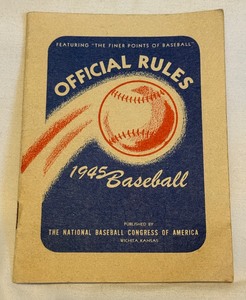 FEATURING "THE FINER POINTS OF BASEBALL"
OFFICIAL RULES
1945 Baseball
PUBLISHED BY
THE NATIONAL BASEBALL CONGRESS OF AMERICA
WICHITA, KANSAS